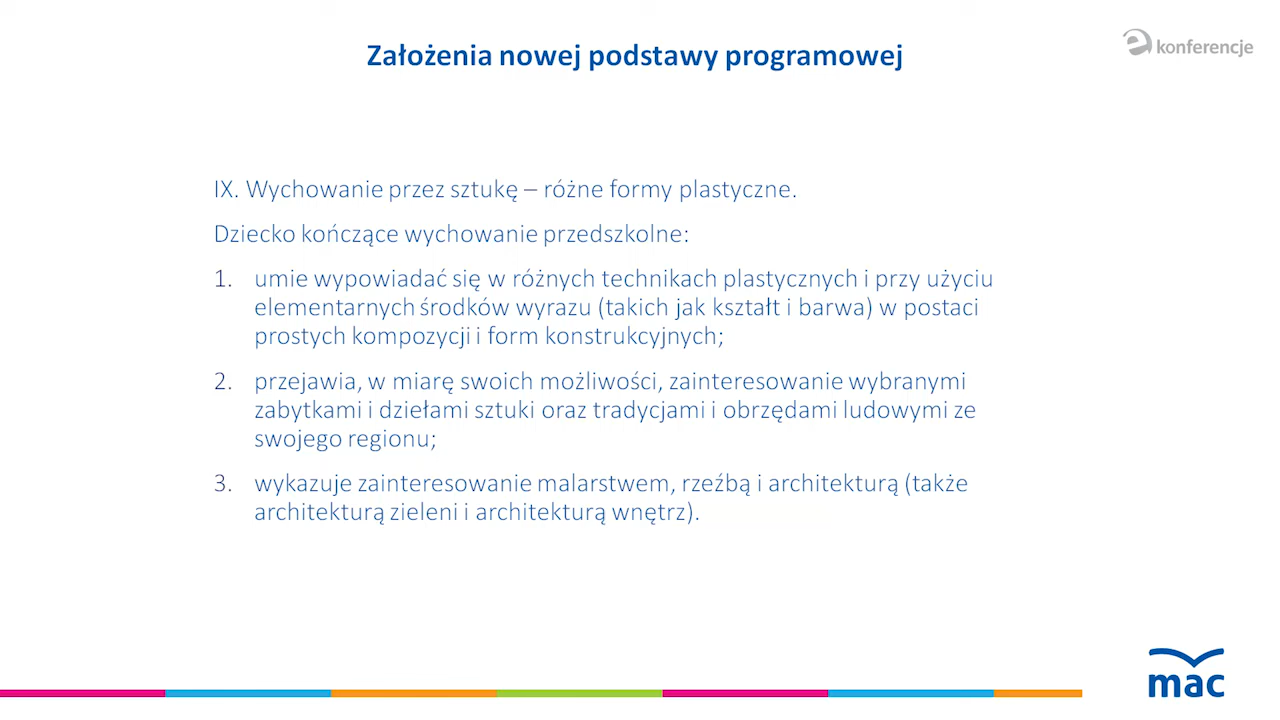 Założenia nowej podstawy programowej
e konferencje
IX. Wychowanie przez sztukę – różne formy plastyczne.
Dziecko kończące wychowanie przedszkolne:
1. umie wypowiadać się w różnych technikach plastycznych i przy użyciu
elementarnych środków wyrazu (takich jak kształt i barwa) w postaci
prostych kompozycji i form konstrukcyjnych;
2. przejawia, w miarę swoich możliwości, zainteresowanie wybranymi
zabytkami i dziełami sztuki oraz tradycjami i obrzędami ludowymi ze
swojego regionu;
3. wykazuje zainteresowanie malarstwem, rzeźbą i architekturą (także
architekturą zieleni i architekturą wnętrz).
mac